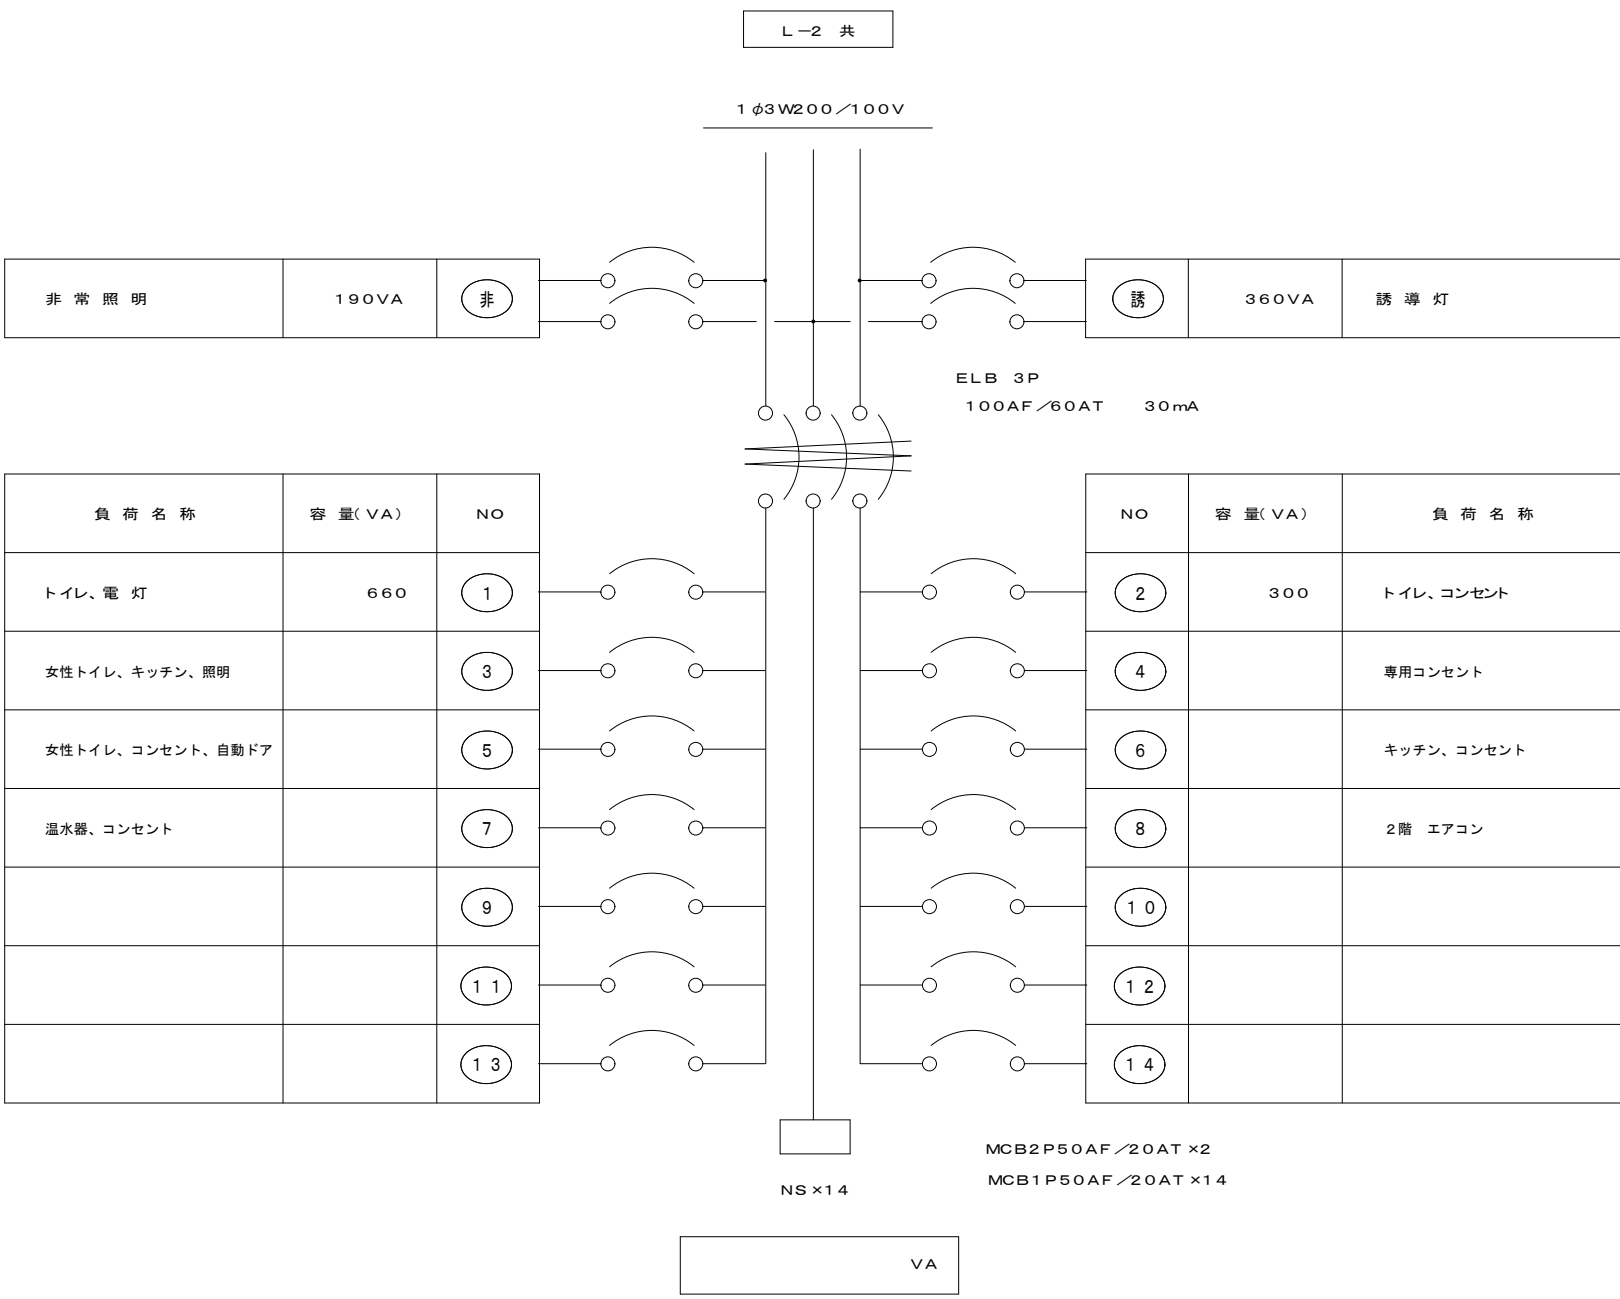 L－2 共
1φ3W200／100V
非常照明 190VA 非
誘 360VA 誘導灯
ELB 3P
100AF／60AT 30mA
負荷名称 容量(VA) NO
NO 容量(VA) 負荷名称
トイレ、電灯 660 1
2 300 トイレ、コンセント
女性トイレ、キッチン、照明 3
4 専用コンセント
女性トイレ、コンセント、自動ドア 5
6 キッチン、コンセント
温水器、コンセント 7
8 2階 エアコン
9
10
11
12
13
14
MCB2P50AF／20AT×2
MCB1P50AF／20AT×14
NS×14
VA